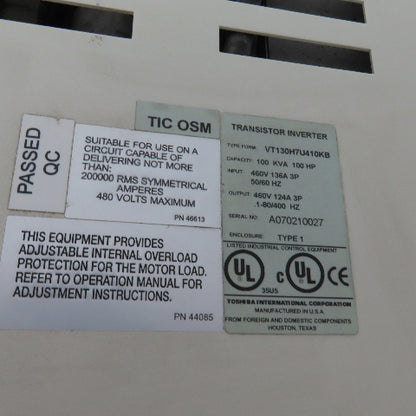 PASSED
QC
TIC OSM
SUITABLE FOR USE ON A
CIRCUIT CAPABLE OF
DELIVERING NOT MORE
THAN:
200000 RMS SYMMETRICAL
AMPERES
480 VOLTS MAXIMUM
PN 46613
THIS EQUIPMENT PROVIDES
ADJUSTABLE INTERNAL OVERLOAD
PROTECTION FOR THE MOTOR LOAD.
REFER TO OPERATION MANUAL FOR
ADJUSTMENT INSTRUCTIONS.
PN 44085
TRANSISTOR INVERTER
TYPE FORM: VT130H7U410KB
CAPACITY: 100 KVA 100 HP
INPUT: 460V 136A 3P
50/60 HZ
OUTPUT: 460V 124A 3P
.1-80/400 HZ
SERIAL NO: A070210027
ENCLOSURE: TYPE 1
LISTED INDUSTRIAL CONTROL EQUIPMENT
UL C UL CE
35U5
TOSHIBA INTERNATIONAL CORPORATION
MANUFACTURED IN U.S.A.
FROM FOREIGN AND DOMESTIC COMPONENTS
HOUSTON, TEXAS